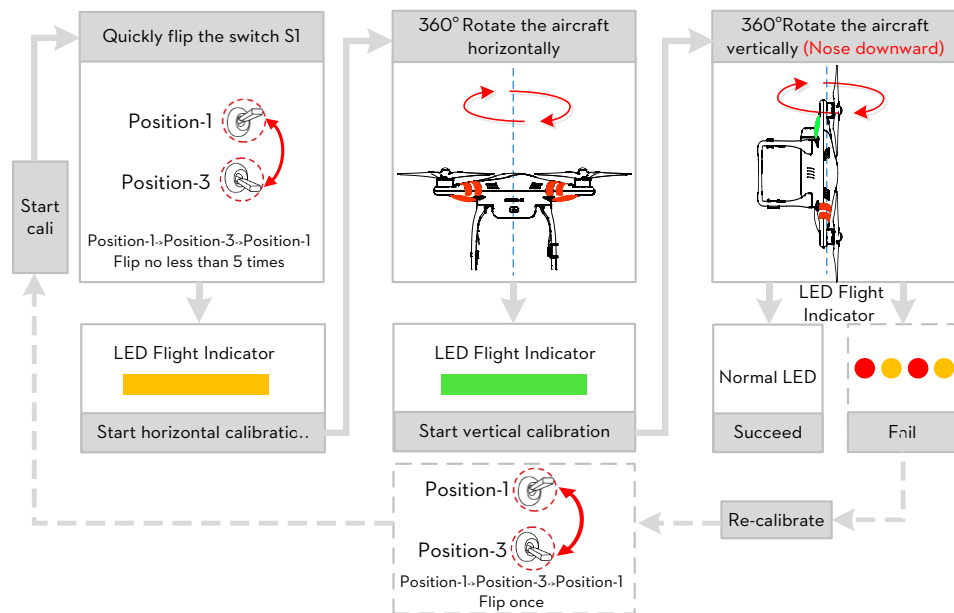 Start
cali
Quickly flip the switch S1
Position-1
Position-3
Position-1->Position-3->Position-1
Flip no less than 5 times
LED Flight Indicator
Start horizontal calibratic..
360° Rotate the aircraft
horizontally
LED Flight Indicator
Start vertical calibration
360°Rotate the aircraft
vertically (Nose downward)
LED Flight
Indicator
Normal LED
Succeed
Fail
Re-calibrate
Position-1
Position-3
Position-1->Position-3->Position-1
Flip once